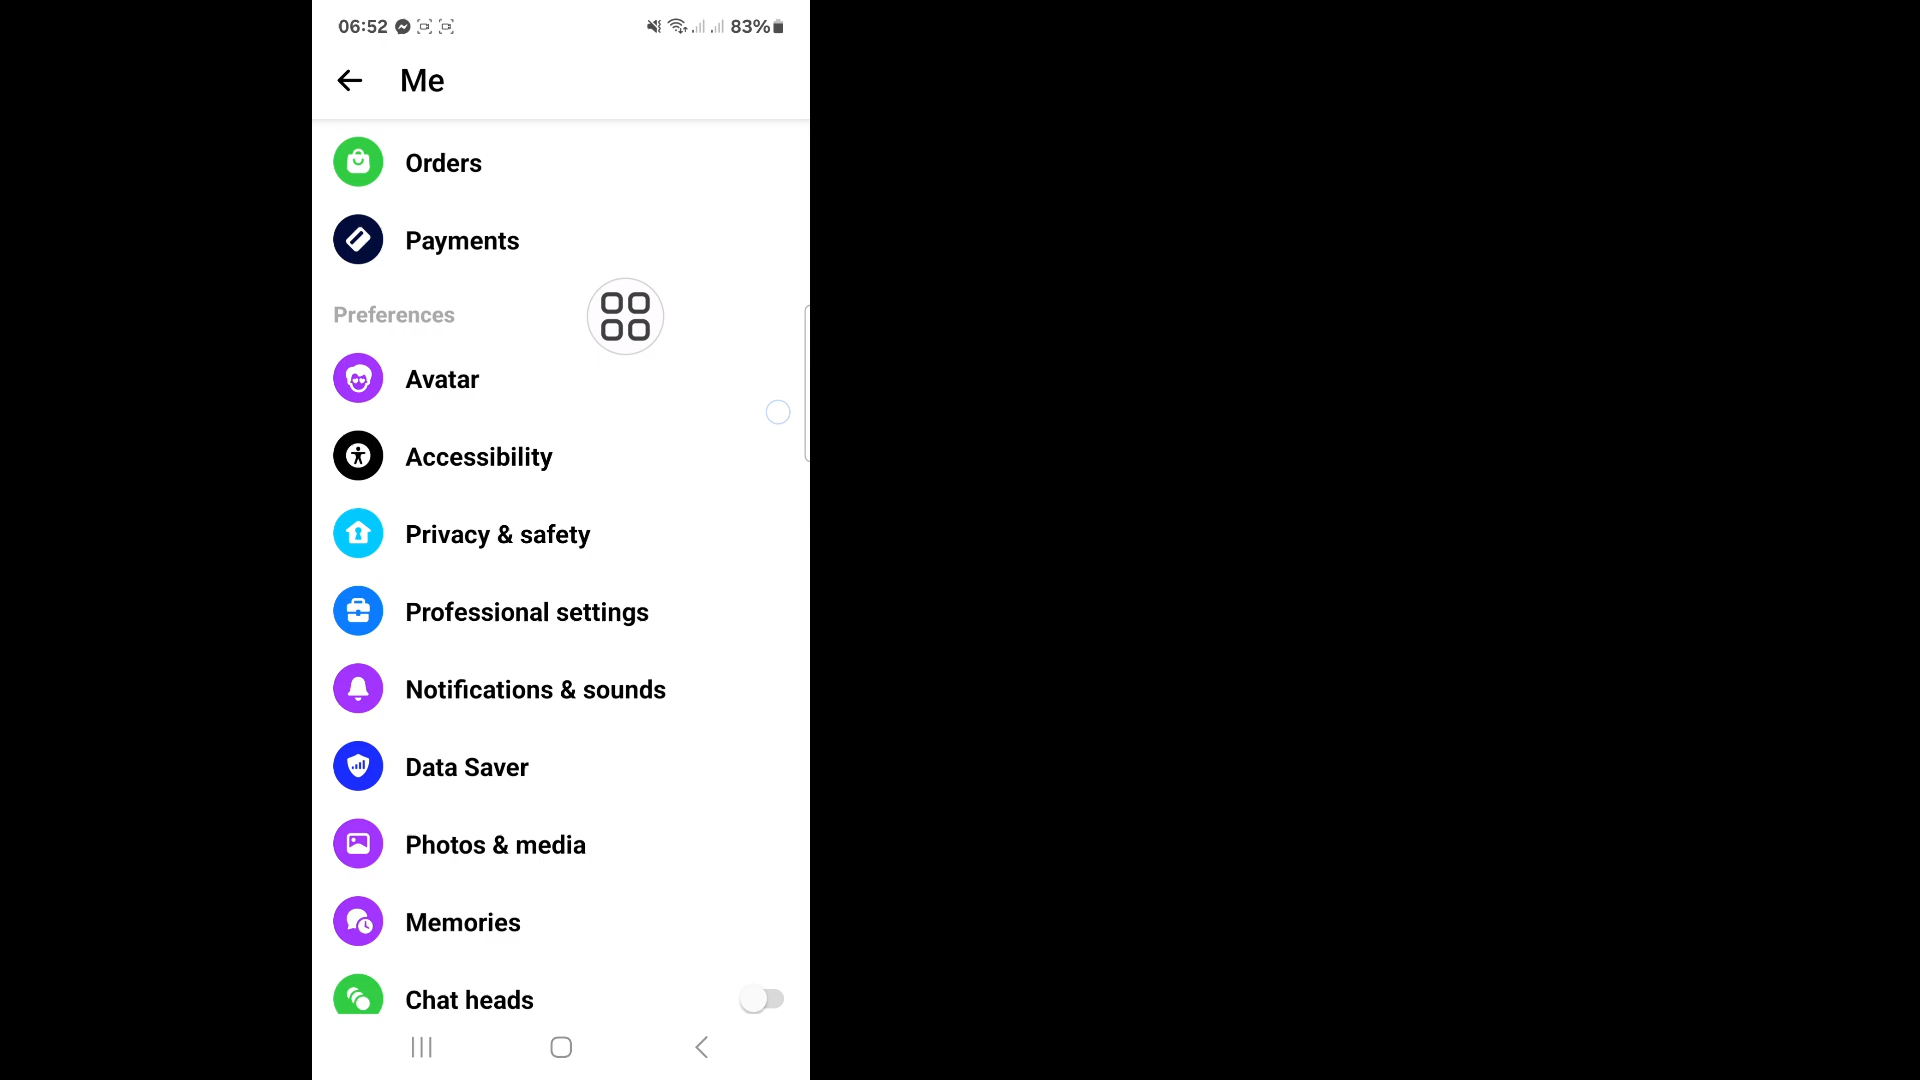 06:52
83%
Me
Orders
Payments
Preferences
Avatar
Accessibility
Privacy & safety
Professional settings
Notifications & sounds
Data Saver
Photos & media
Memories
Chat heads